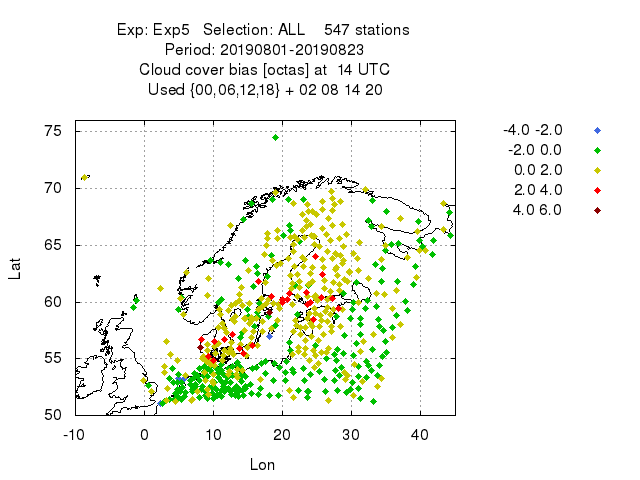 Exp: Exp5 Selection: ALL 547 stations
Period: 20190801-20190823
Cloud cover bias [octas] at 14 UTC
Used {00,06,12,18} + 02 08 14 20
-4.0 -2.0
-2.0 0.0
0.0 2.0
2.0 4.0
4.0 6.0
75
70
65
60
55
50
Lat
-10 0 10 20 30 40
Lon